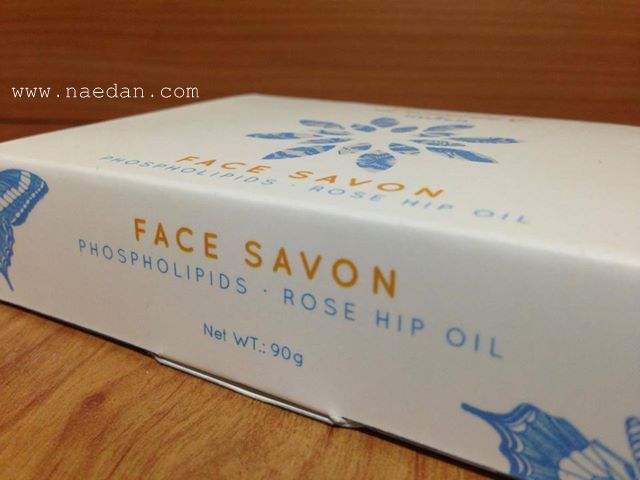 www.naedan.com
FACE SAVON
PHOSPHOLIPIDS · ROSE HIP OIL
FACE SAVON
PHOSPHOLIPIDS · ROSE HIP OIL
Net WT.: 90g